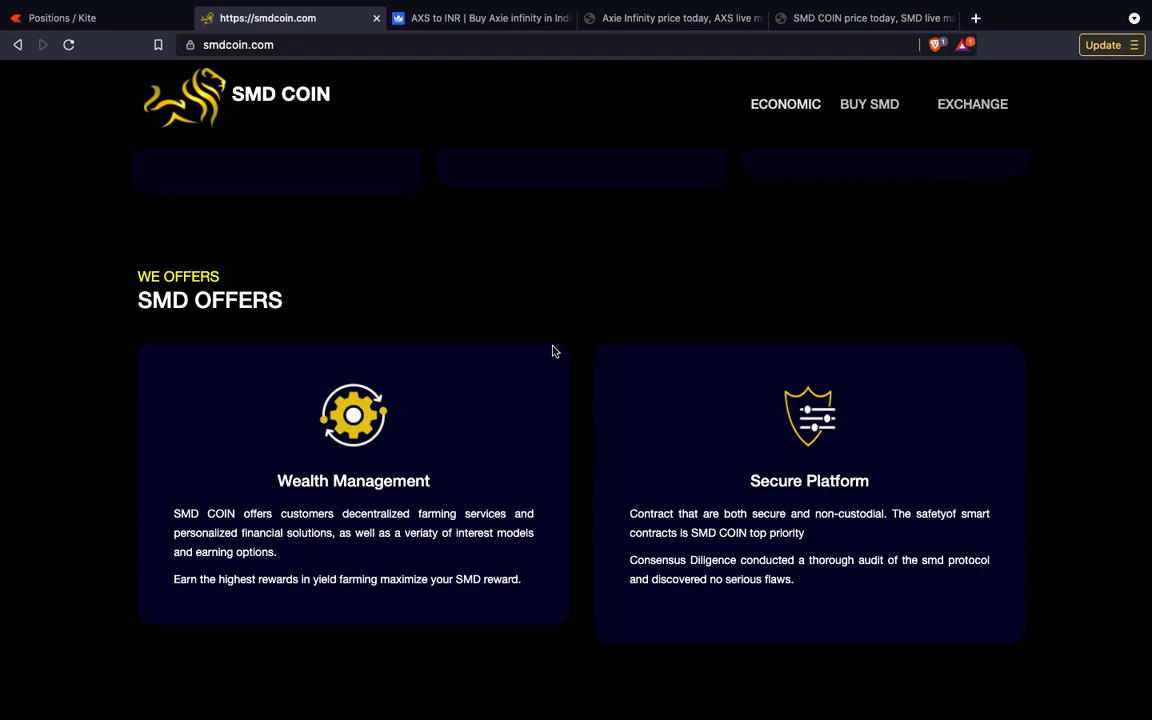 Positions / Kite
https://smdcoin.com
AXS to INR | Buy Axie infinity in Indi
Axie Infinity price today, AXS live m
SMD COIN price today, SMD live ma
smdcoin.com
1
1
Update
SMD COIN
ECONOMIC
BUY SMD
EXCHANGE
WE OFFERS
SMD OFFERS
Wealth Management
SMD COIN offers customers decentralized farming services and
personalized financial solutions, as well as a veriaty of interest models
and earning options.
Earn the highest rewards in yield farming maximize your SMD reward.
Secure Platform
Contract that are both secure and non-custodial. The safetyof smart
contracts is SMD COIN top priority
Consensus Diligence conducted a thorough audit of the smd protocol
and discovered no serious flaws.